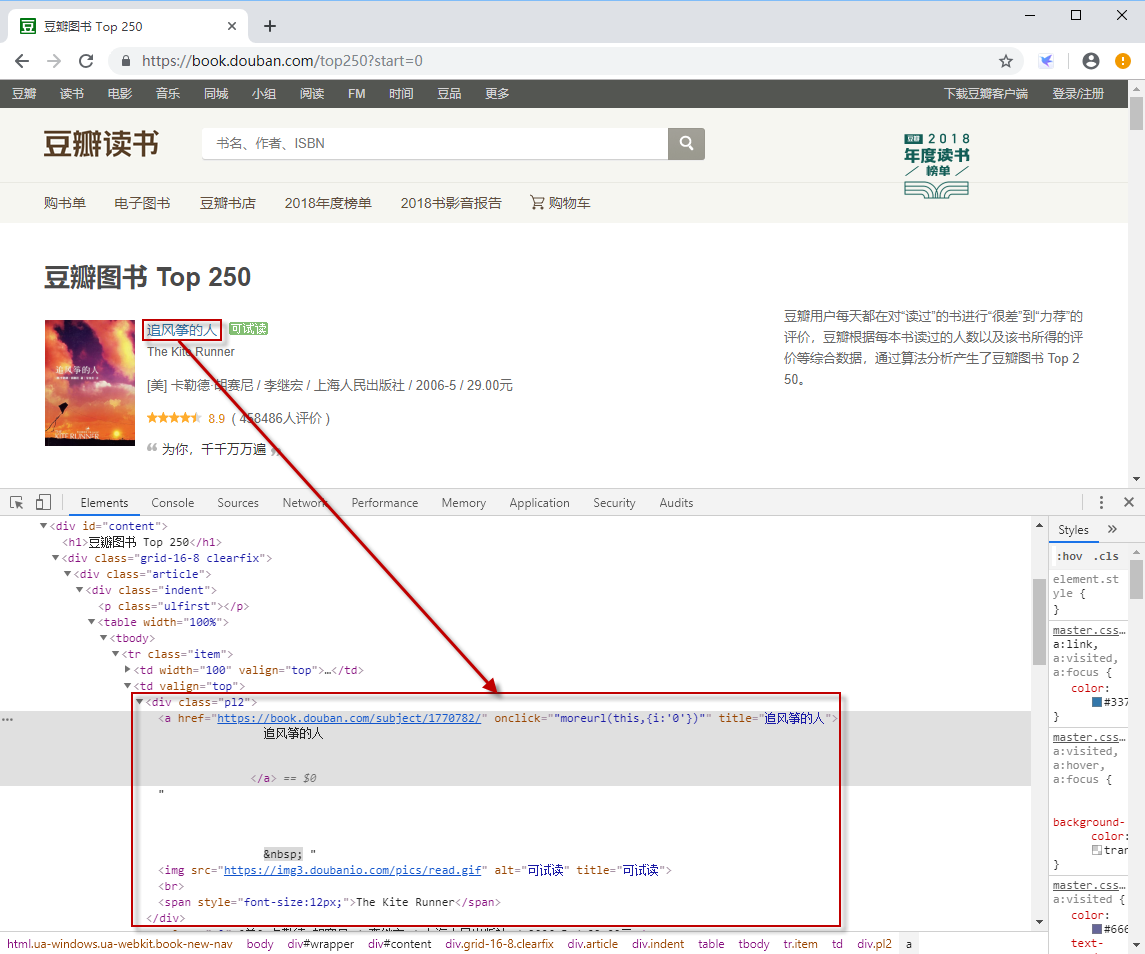 豆瓣图书 Top 250
https://book.douban.com/top250?start=0
豆瓣 读书 电影 音乐 同城 小组 阅读 FM 时间 豆品 更多 下载豆瓣客户端 登录/注册
豆瓣读书
书名、作者、ISBN
豆瓣 2018
年度读书
榜单
购书单 电子图书 豆瓣书店 2018年度榜单 2018书影音报告 购物车
豆瓣图书 Top 250
追风筝的人 可试读
The Kite Runner
[美] 卡勒德·胡赛尼 / 李继宏 / 上海人民出版社 / 2006-5 / 29.00元
8.9 ( 458486人评价 )
“ 为你，千千万万遍 ”
追风筝的人
KITE RUNNER
豆瓣用户每天都在对“读过”的书进行“很差”到“力荐”的
评价，豆瓣根据每本书读过的人数以及该书所得的评
价等综合数据，通过算法分析产生了豆瓣图书 Top 2
50。
Elements Console Sources Network Performance Memory Application Security Audits
<div id="content">
<h1>豆瓣图书 Top 250</h1>
<div class="grid-16-8 clearfix">
<div class="article">
<div class="indent">
<p class="ulfirst"></p>
<table width="100%">
<tbody>
<tr class="item">
<td width="100" valign="top">…</td>
<td valign="top">
<div class="pl2">
<a href="https://book.douban.com/subject/1770782/" onclick=""moreurl(this,{i:'0'})"" title="追风筝的人">
追风筝的人
</a> == $0
"
&nbsp; "
<img src="https://img3.doubanio.com/pics/read.gif" alt="可试读" title="可试读">
<br>
<span style="font-size:12px;">The Kite Runner</span>
</div>
Styles »
:hov .cls
element.st
yle {
}
master.css…
a:link,
a:visited,
a:focus {
color:
#337
}
master.css…
a:visited,
a:hover,
a:focus {
background-
color:
tran
}
master.css…
a:visited {
color:
#666
text-
html.ua-windows.ua-webkit.book-new-nav body div#wrapper div#content div.grid-16-8.clearfix div.article div.indent table tbody tr.item td div.pl2 a